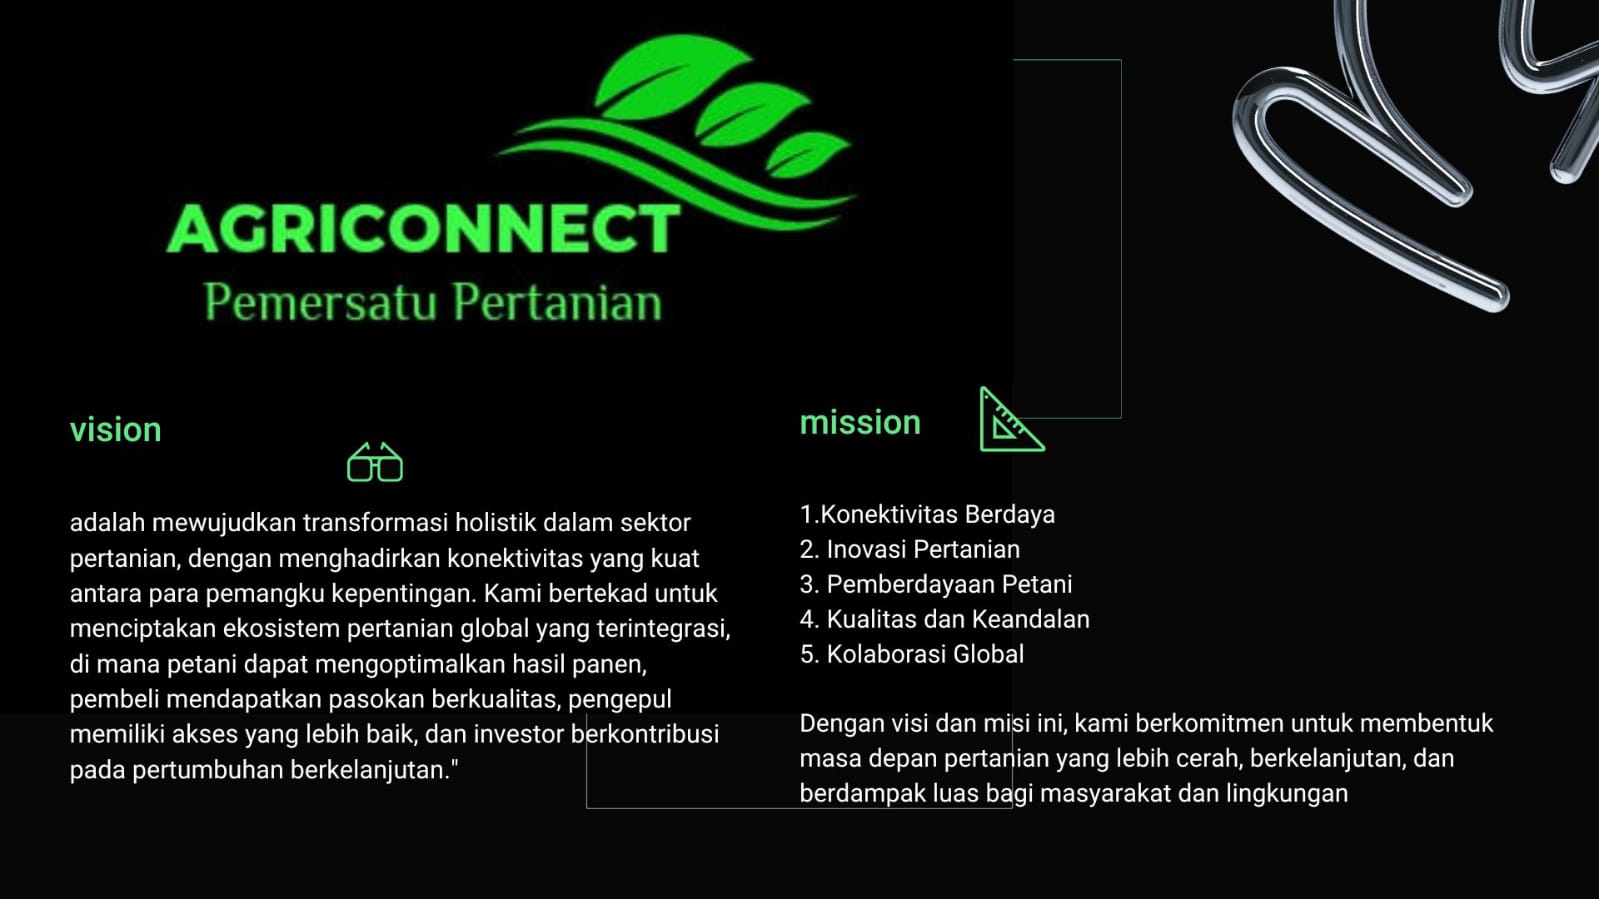 AGRICONNECT
Pemersatu Pertanian
vision
adalah mewujudkan transformasi holistik dalam sektor
pertanian, dengan menghadirkan konektivitas yang kuat
antara para pemangku kepentingan. Kami bertekad untuk
menciptakan ekosistem pertanian global yang terintegrasi,
di mana petani dapat mengoptimalkan hasil panen,
pembeli mendapatkan pasokan berkualitas, pengepul
memiliki akses yang lebih baik, dan investor berkontribusi
pada pertumbuhan berkelanjutan."
mission
1.Konektivitas Berdaya
2. Inovasi Pertanian
3. Pemberdayaan Petani
4. Kualitas dan Keandalan
5. Kolaborasi Global
Dengan visi dan misi ini, kami berkomitmen untuk membentuk
masa depan pertanian yang lebih cerah, berkelanjutan, dan
berdampak luas bagi masyarakat dan lingkungan